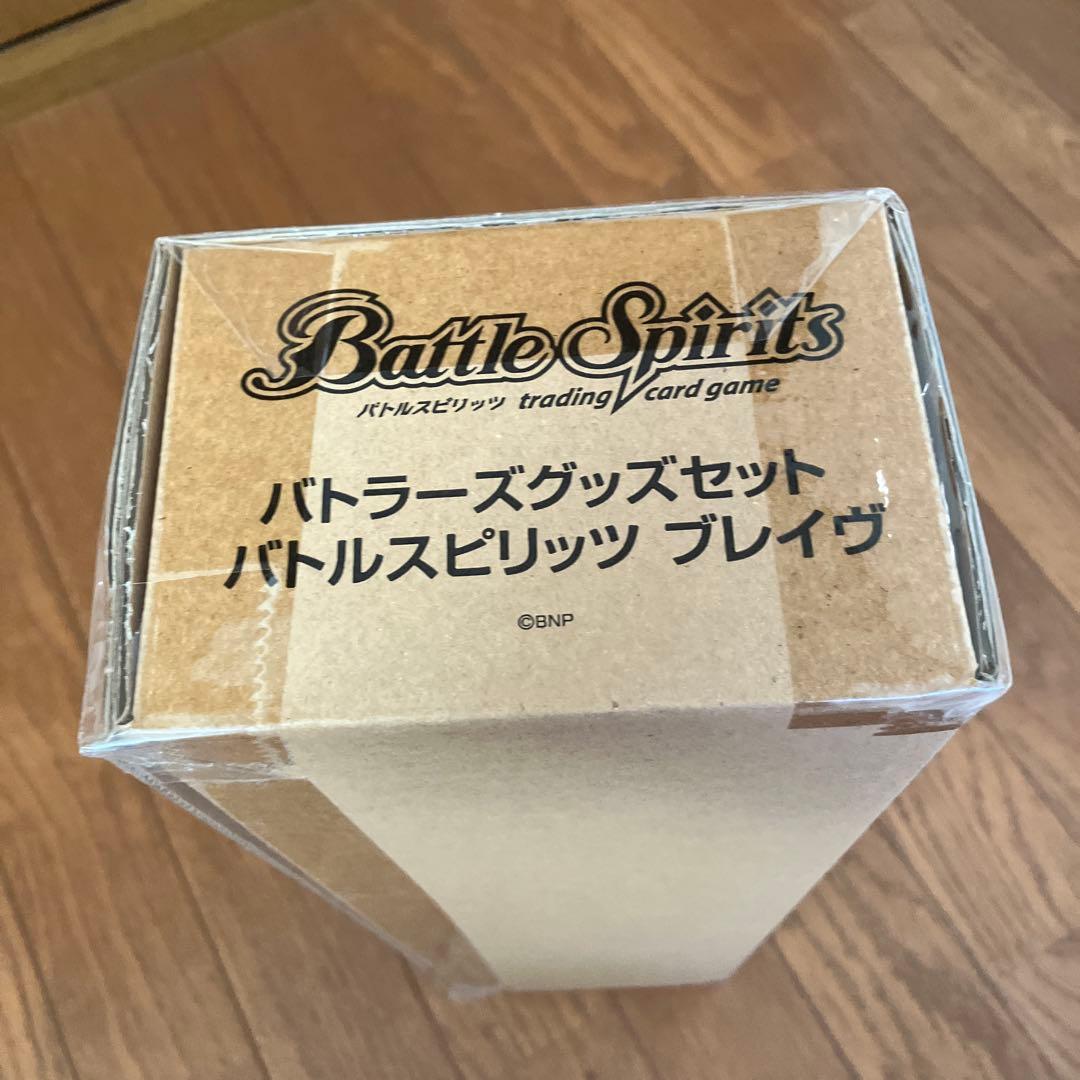 Battle Spirits
バトルスピリッツ trading card game
バトラーズグッズセット
バトルスピリッツ ブレイヴ
©BNP